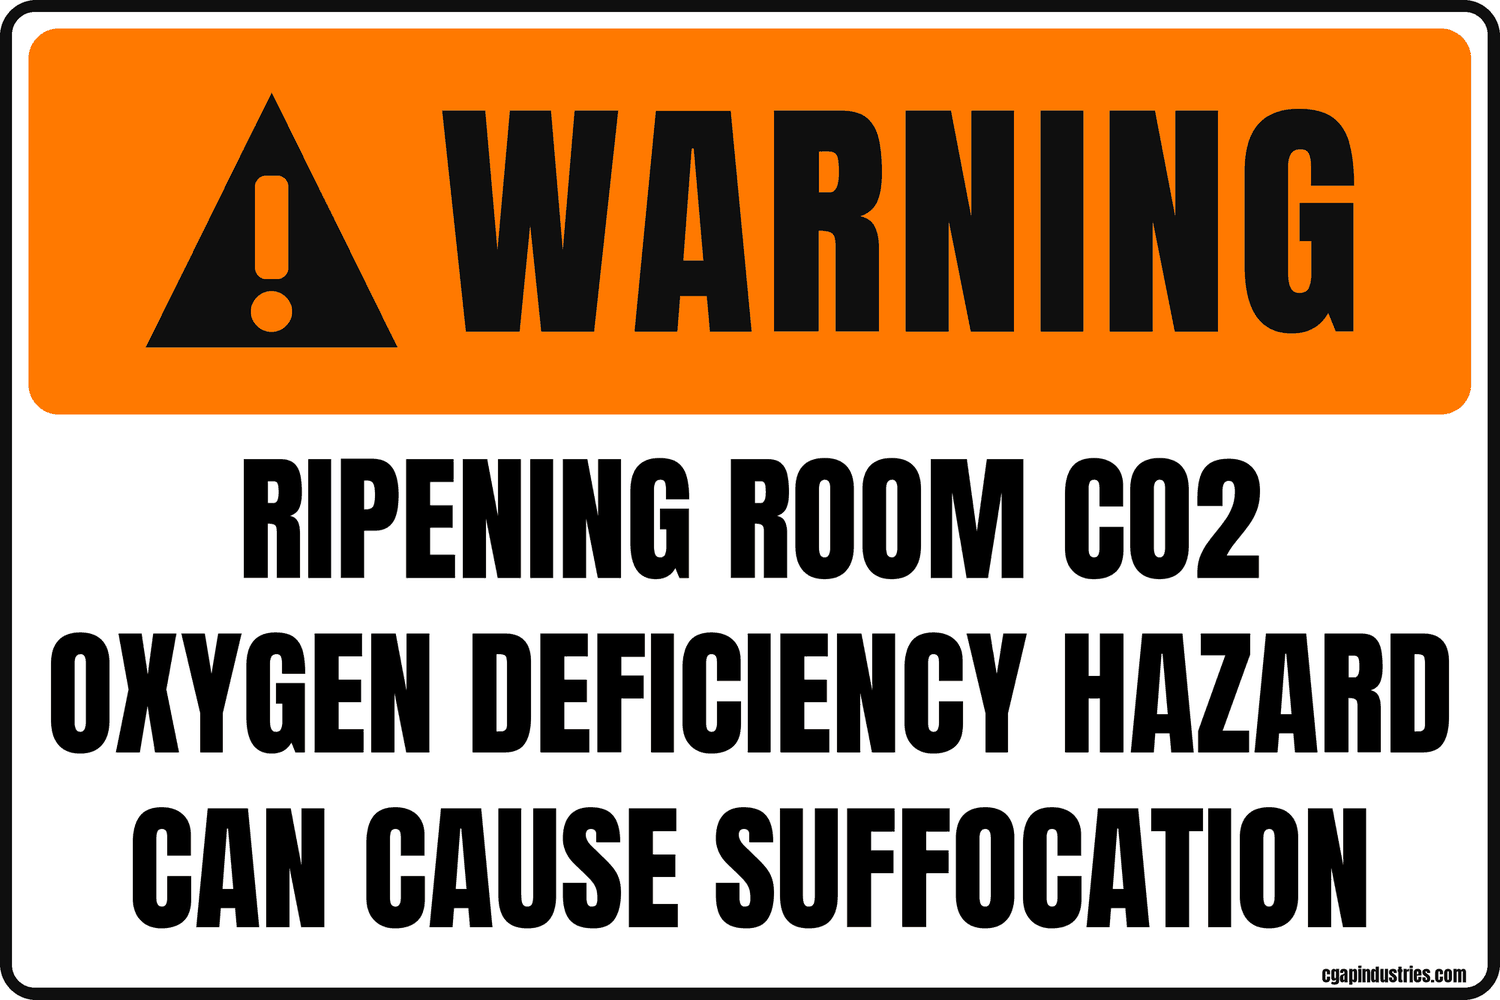 WARNING
RIPENING ROOM CO2
OXYGEN DEFICIENCY HAZARD
CAN CAUSE SUFFOCATION
cgapindustries.com